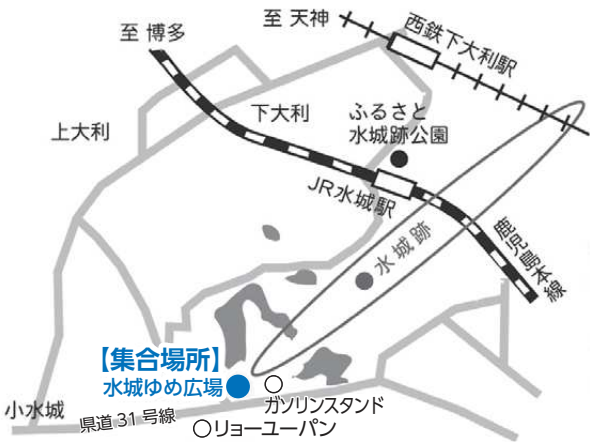 至 天神
西鉄下大利駅
至 博多
下大利
上大利
ふるさと
水城跡公園
JR水城駅
水城跡
鹿児島本線
【集合場所】
水城ゆめ広場
ガソリンスタンド
小水城
県道 31 号線
リョーユーパン